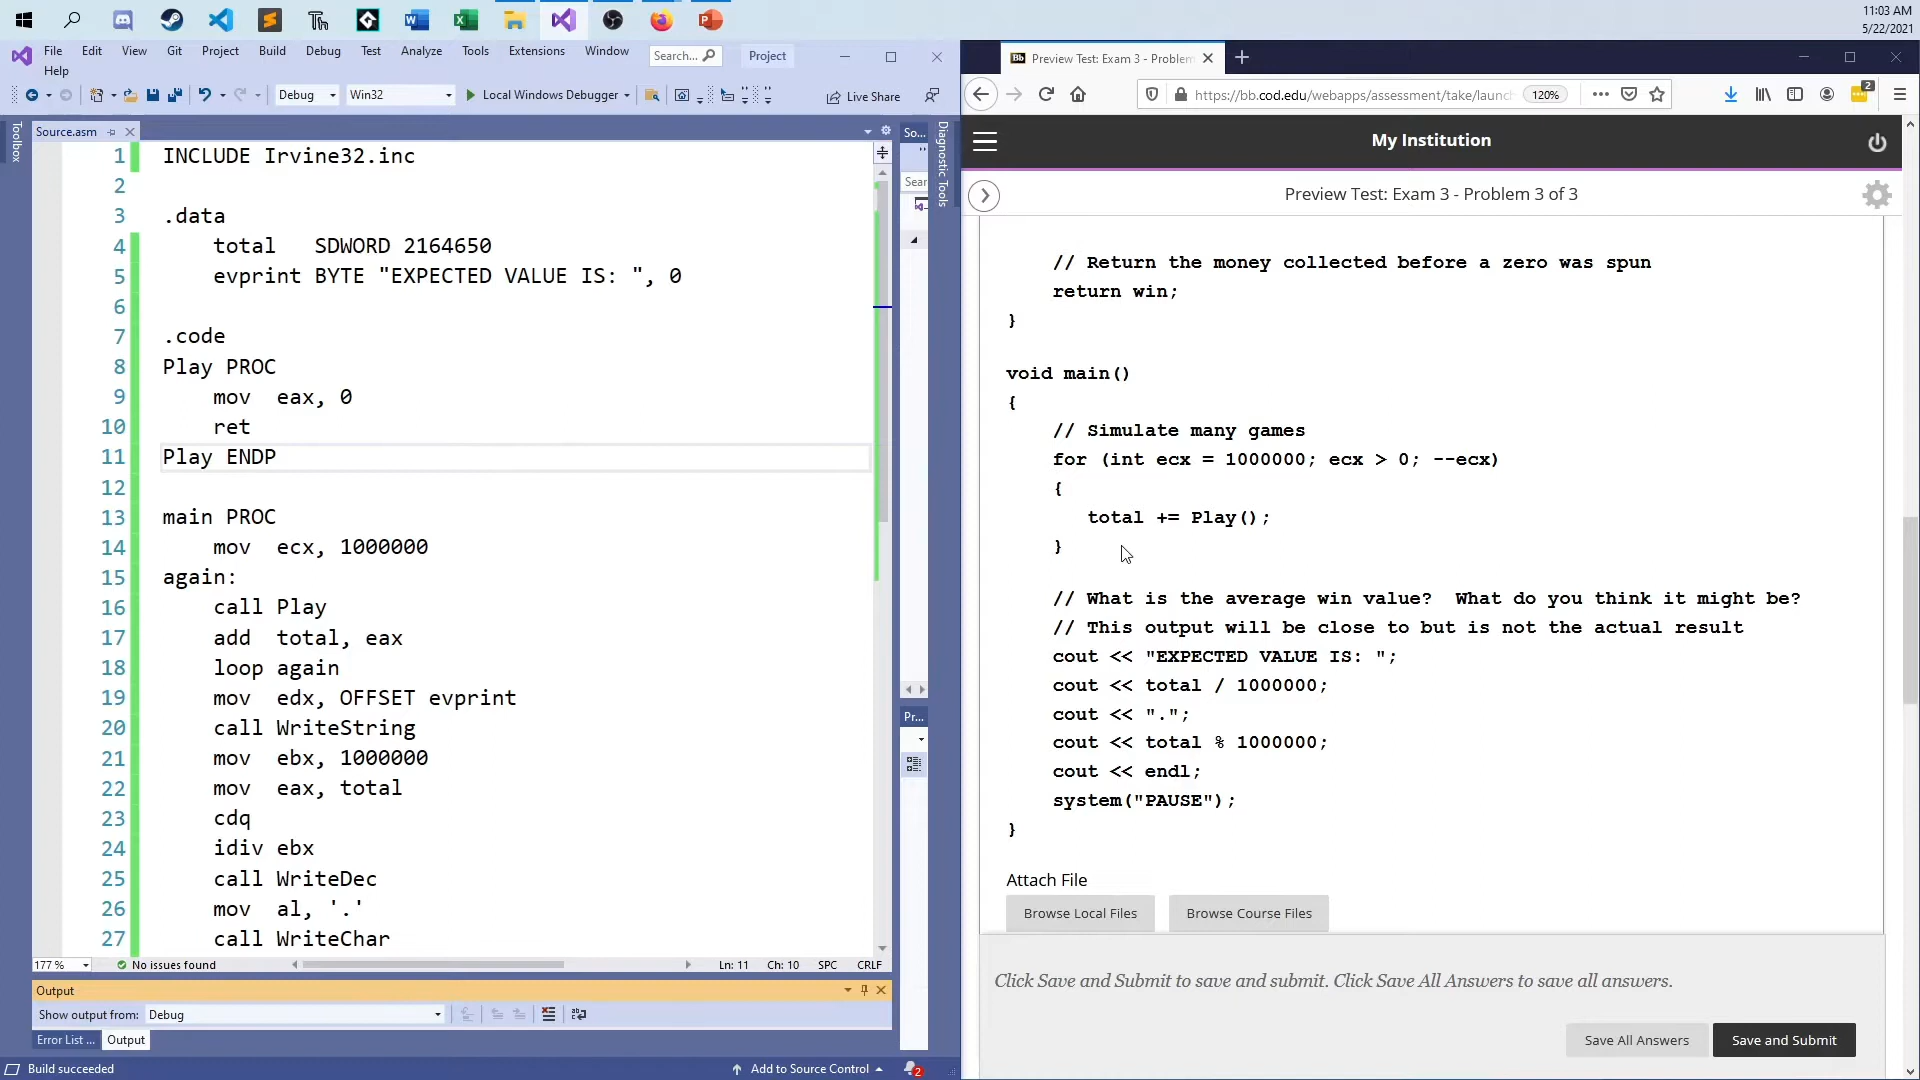 11:03 AM
5/22/2021
File Edit View Git Project Build Debug Test Analyze Tools Extensions Window Search... Project
Help
Debug Win32 Local Windows Debugger Live Share
Toolbox
Source.asm
1 INCLUDE Irvine32.inc
2
3 .data
4 total SDWORD 2164650
5 evprint BYTE "EXPECTED VALUE IS: ", 0
6
7 .code
8 Play PROC
9 mov eax, 0
10 ret
11 Play ENDP
12
13 main PROC
14 mov ecx, 1000000
15 again:
16 call Play
17 add total, eax
18 loop again
19 mov edx, OFFSET evprint
20 call WriteString
21 mov ebx, 1000000
22 mov eax, total
23 cdq
24 idiv ebx
25 call WriteDec
26 mov al, '.'
27 call WriteChar
177 % No issues found Ln: 11 Ch: 10 SPC CRLF
Output
Show output from: Debug
Error List ... Output
Build succeeded Add to Source Control 2
So...
Sear
Pr...
Diagnostic Tools
Bb Preview Test: Exam 3 - Problem
https://bb.cod.edu/webapps/assessment/take/launc 120% 2
My Institution
Preview Test: Exam 3 - Problem 3 of 3
// Return the money collected before a zero was spun
return win;
}
void main()
{
// Simulate many games
for (int ecx = 1000000; ecx > 0; --ecx)
{
total += Play();
}
// What is the average win value? What do you think it might be?
// This output will be close to but is not the actual result
cout << "EXPECTED VALUE IS: ";
cout << total / 1000000;
cout << ".";
cout << total % 1000000;
cout << endl;
system("PAUSE");
}
Attach File
Browse Local Files Browse Course Files
Click Save and Submit to save and submit. Click Save All Answers to save all answers.
Save All Answers Save and Submit